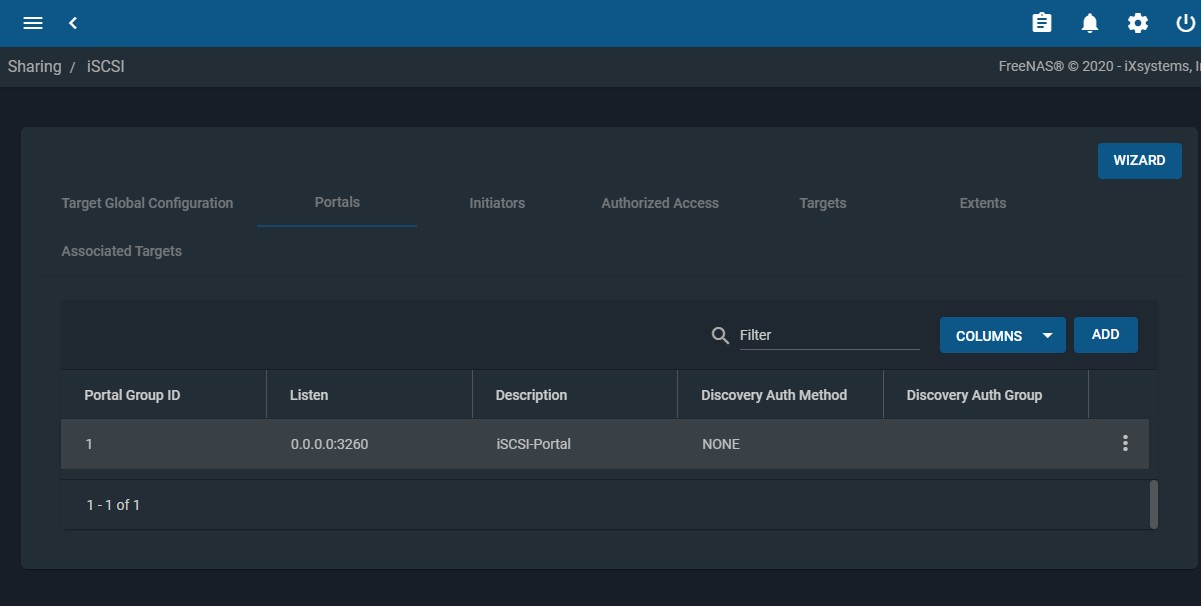 Sharing / iSCSI
FreeNAS® © 2020 - iXsystems,
WIZARD
Target Global Configuration Portals Initiators Authorized Access Targets Extents
Associated Targets
Filter COLUMNS ADD
Portal Group ID Listen Description Discovery Auth Method Discovery Auth Group
1 0.0.0.0:3260 iSCSI-Portal NONE
1 - 1 of 1